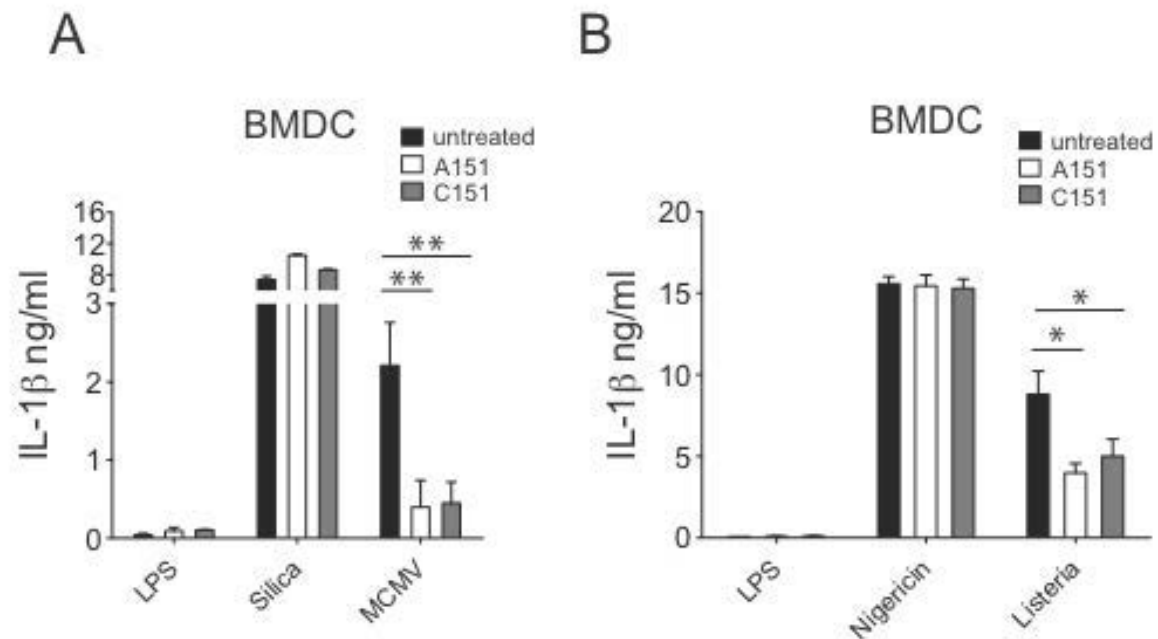 A
BMDC
untreated
A151
C151
IL-1β ng/ml
16
12
8
3
2
1
0
**
**
LPS
Silica
MCMV
B
BMDC
untreated
A151
C151
IL-1β ng/ml
20
15
10
5
0
*
*
LPS
Nigericin
Listeria